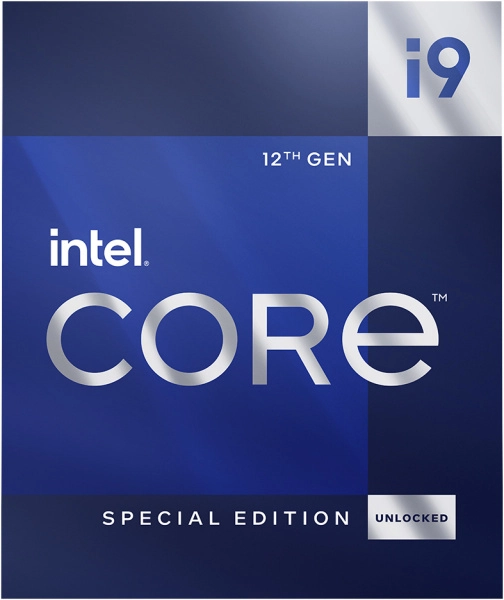 i9
12TH GEN
intel.
CORe™
SPECIAL EDITION
UNLOCKED